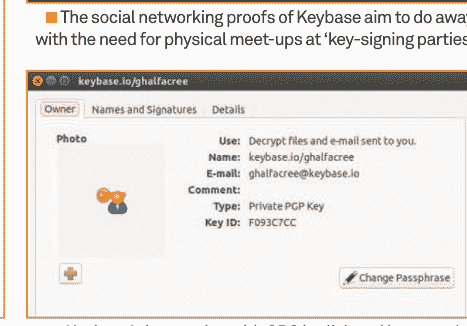 The social networking proofs of Keybase aim to do away
with the need for physical meet-ups at ‘key-signing parties
keybase.io/ghalfacree
Owner Names and Signatures Details
Photo
Use: Decrypt files and e-mail sent to you.
Name: keybase.io/ghalfacree
E-mail: ghalfacree@keybase.io
Comment:
Type: Private PGP Key
Key ID: F093C7CC
Change Passphrase